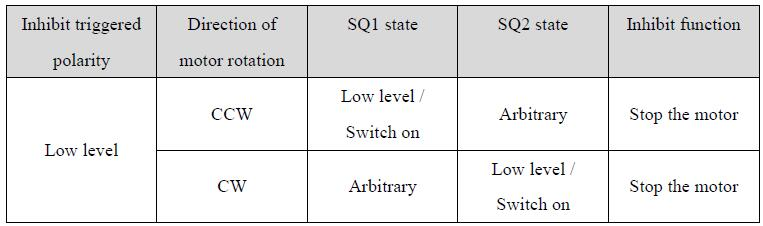 Inhibit triggered
polarity
Direction of
motor rotation
SQ1 state
SQ2 state
Inhibit function
Low level
CCW
Low level /
Switch on
Arbitrary
Stop the motor
CW
Arbitrary
Low level /
Switch on
Stop the motor